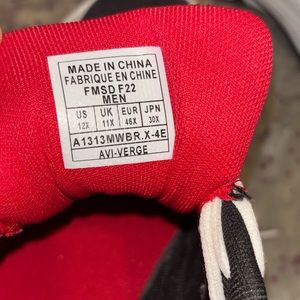 MADE IN CHINA
FABRIQUE EN CHINE
FMSD F22
MEN
US UK EUR JPN
12X 11X 46X 30X
A1313MWBR.X-4E
AVI-VERGE